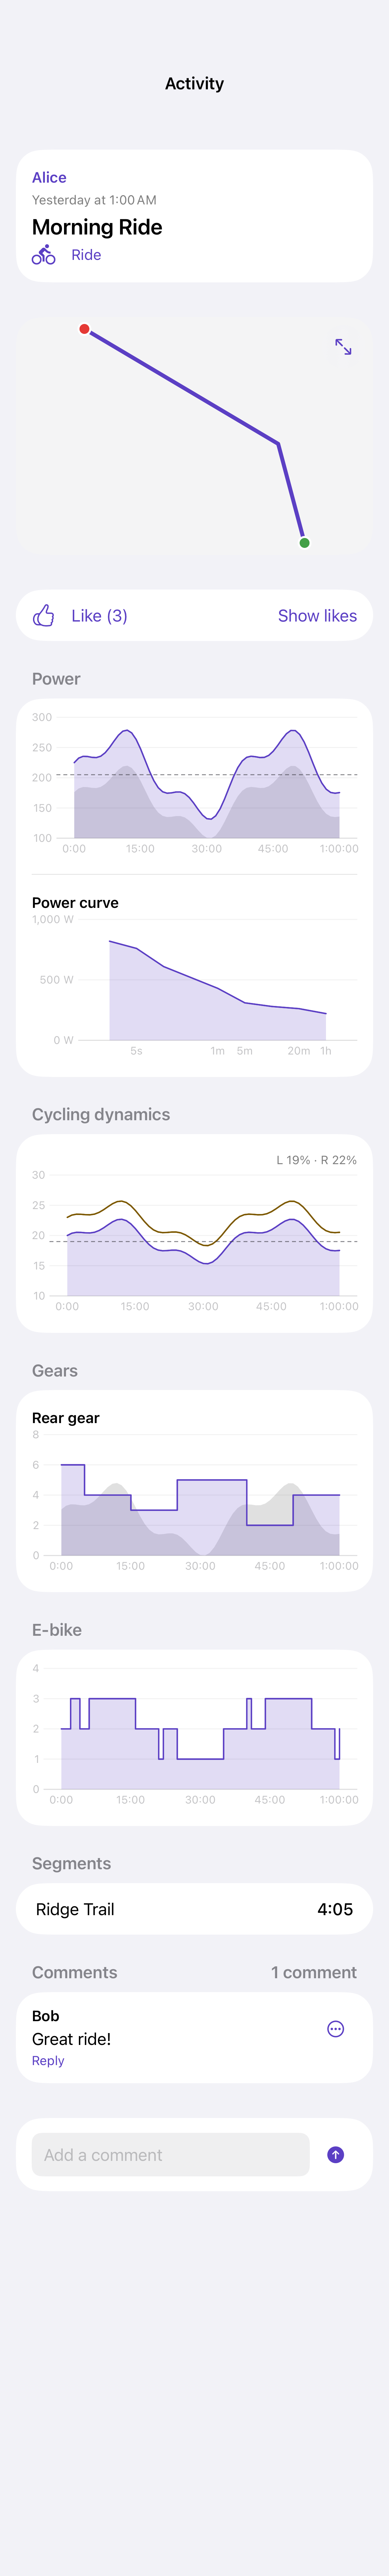 Activity
Alice
Yesterday at 1:00 AM
Morning Ride
Ride
Like (3) Show likes
Power
300
250
200
150
100
0:00 15:00 30:00 45:00 1:00:00
Power curve
1,000 W
500 W
0 W
5s 1m 5m 20m 1h
Cycling dynamics
L 19% · R 22%
30
25
20
15
10
0:00 15:00 30:00 45:00 1:00:00
Gears
Rear gear
8
6
4
2
0
0:00 15:00 30:00 45:00 1:00:00
E-bike
4
3
2
1
0
0:00 15:00 30:00 45:00 1:00:00
Segments
Ridge Trail 4:05
Comments 1 comment
Bob
Great ride!
Reply
Add a comment